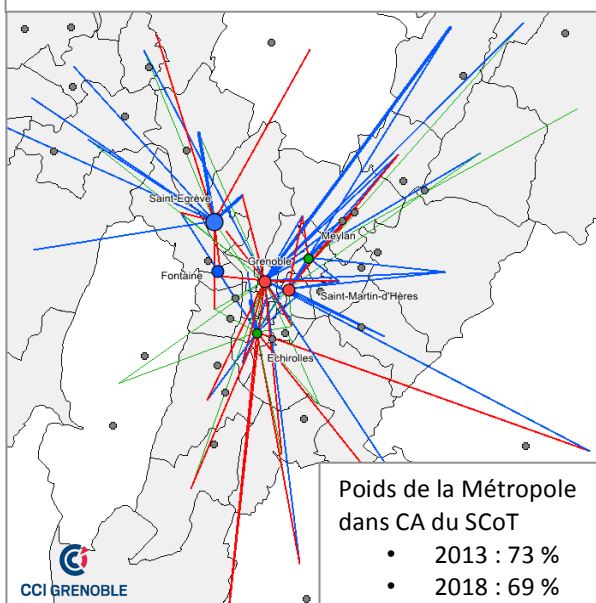 Saint-Egrève
Meylan
Grenoble
Fontaine
Saint-Martin-d'Hères
Echirolles
Poids de la Métropole
dans CA du SCoT
• 2013 : 73 %
• 2018 : 69 %
CCI GRENOBLE